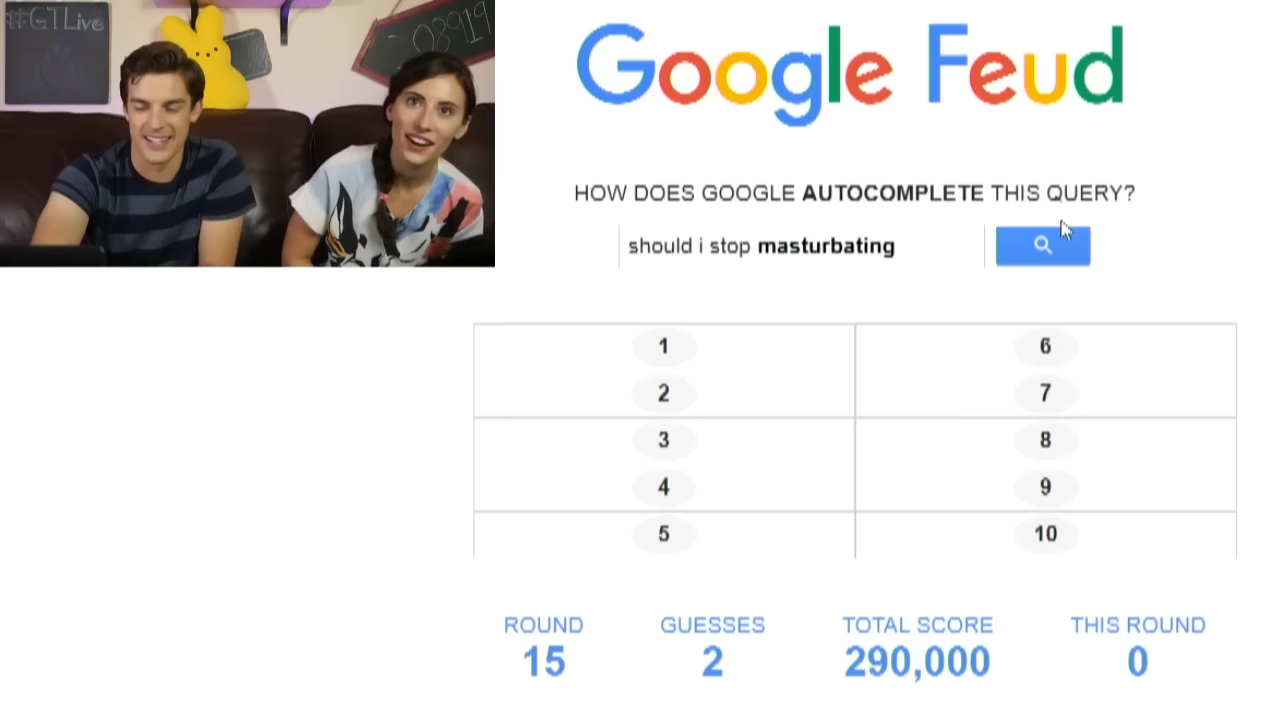 #GTLive
08919
Google Feud
HOW DOES GOOGLE AUTOCOMPLETE THIS QUERY?
should i stop masturbating
1 6
2 7
3 8
4 9
5 10
ROUND GUESSES TOTAL SCORE THIS ROUND
15 2 290,000 0